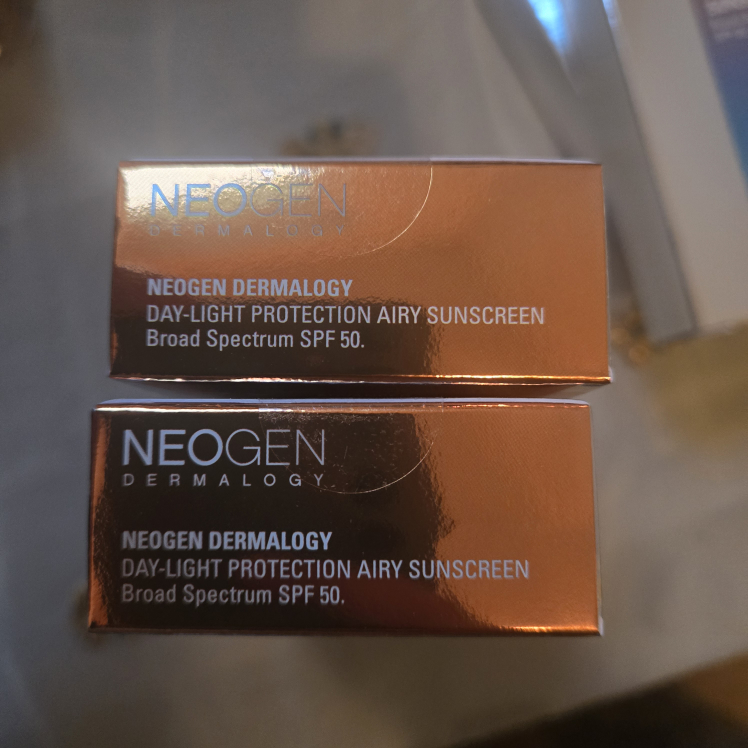 NEOGEN
DERMALOGY
NEOGEN DERMALOGY
DAY-LIGHT PROTECTION AIRY SUNSCREEN
Broad Spectrum SPF 50.
NEOGEN
DERMALOGY
NEOGEN DERMALOGY
DAY-LIGHT PROTECTION AIRY SUNSCREEN
Broad Spectrum SPF 50.